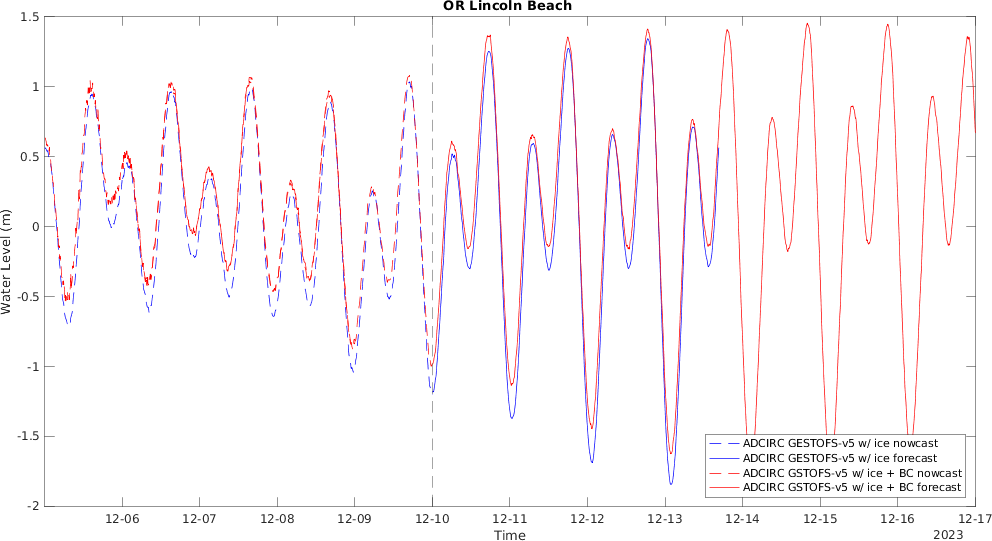 OR Lincoln Beach
Water Level (m)
1.5
1
0.5
0
-0.5
-1
-1.5
-2
ADCIRC GESTOFS-v5 w/ ice nowcast
ADCIRC GESTOFS-v5 w/ ice forecast
ADCIRC GSTOFS-v5 w/ ice + BC nowcast
ADCIRC GSTOFS-v5 w/ ice + BC forecast
12-06 12-07 12-08 12-09 12-10 12-11 12-12 12-13 12-14 12-15 12-16 12-17
Time
2023